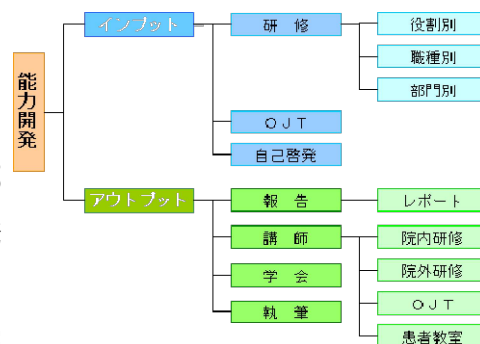 能力開発
インプット
研 修
役割別
職種別
部門別
OJT
自己啓発
アウトプット
報 告
レポート
講 師
院内研修
院外研修
OJT
患者教室
学 会
執 筆